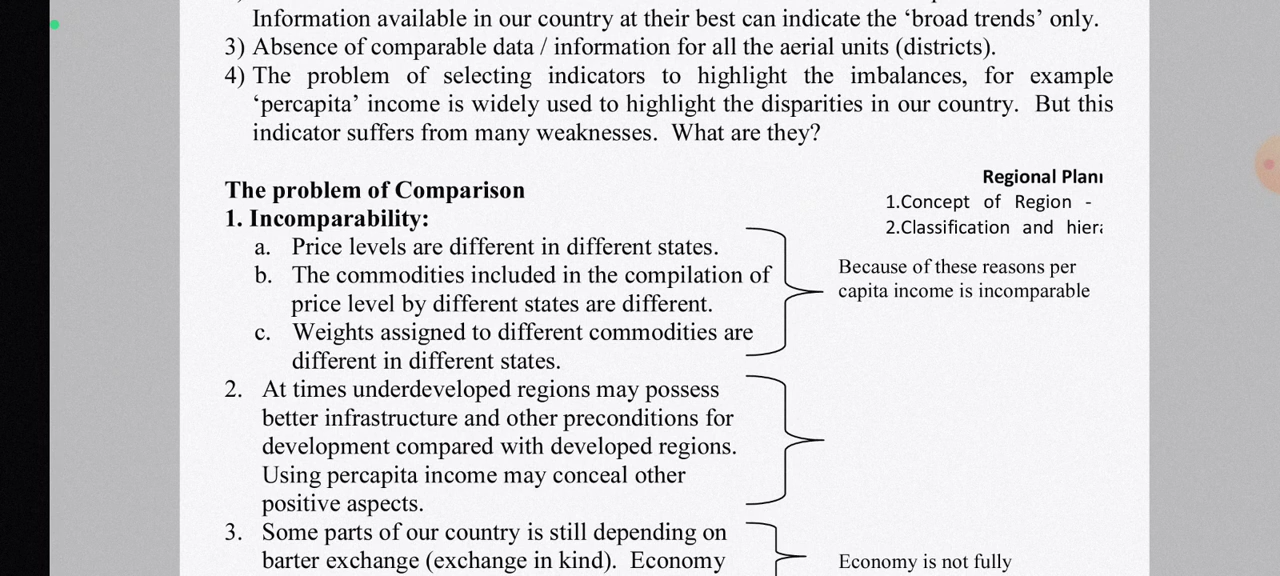 Information available in our country at their best can indicate the ‘broad trends’ only.
3) Absence of comparable data / information for all the aerial units (districts).
4) The problem of selecting indicators to highlight the imbalances, for example
‘percapita’ income is widely used to highlight the disparities in our country. But this
indicator suffers from many weaknesses. What are they?
The problem of Comparison
1. Incomparability:
a. Price levels are different in different states.
b. The commodities included in the compilation of
price level by different states are different.
c. Weights assigned to different commodities are
different in different states.
Regional
1.Concept of Region -
2.Classification and
Because of these reasons per
capita income is incomparable
2. At times underdeveloped regions may possess
better infrastructure and other preconditions for
development compared with developed regions.
Using percapita income may conceal other
positive aspects.
3. Some parts of our country is still depending on
barter exchange (exchange in kind). Economy
Economy is not fully